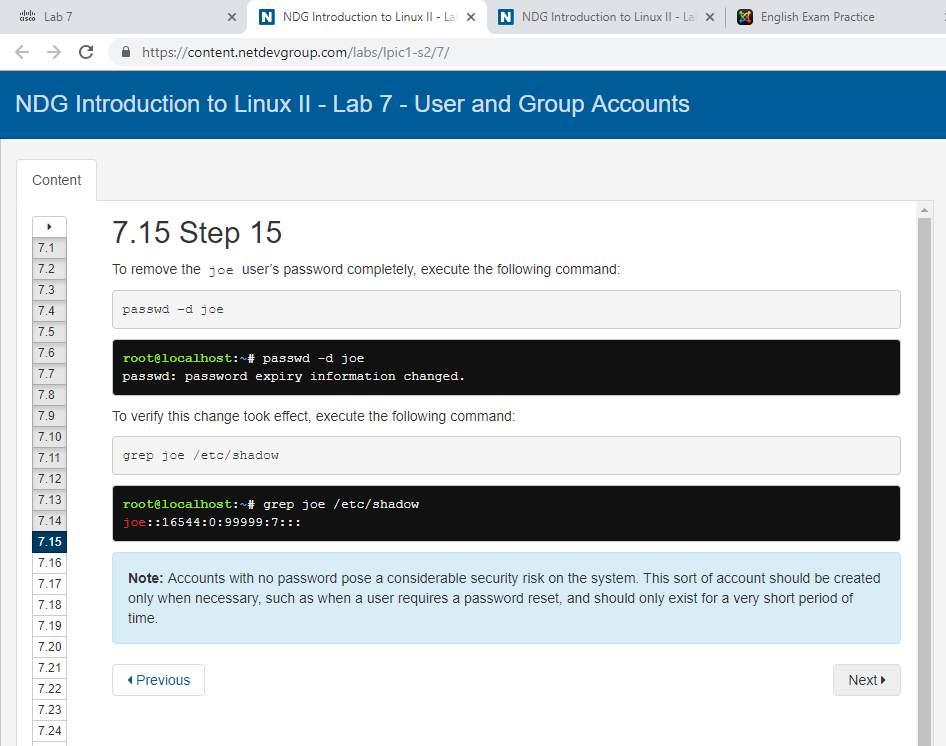 Lab 7
NDG Introduction to Linux II - La
NDG Introduction to Linux II - La
English Exam Practice
https://content.netdevgroup.com/labs/lpic1-s2/7/
NDG Introduction to Linux II - Lab 7 - User and Group Accounts
Content
7.1
7.2
7.3
7.4
7.5
7.6
7.7
7.8
7.9
7.10
7.11
7.12
7.13
7.14
7.15
7.16
7.17
7.18
7.19
7.20
7.21
7.22
7.23
7.24
7.15 Step 15
To remove the joe user’s password completely, execute the following command:
passwd -d joe
root@localhost:~# passwd -d joe
passwd: password expiry information changed.
To verify this change took effect, execute the following command:
grep joe /etc/shadow
root@localhost:~# grep joe /etc/shadow
joe::16544:0:99999:7:::
Note: Accounts with no password pose a considerable security risk on the system. This sort of account should be created
only when necessary, such as when a user requires a password reset, and should only exist for a very short period of
time.
Previous
Next